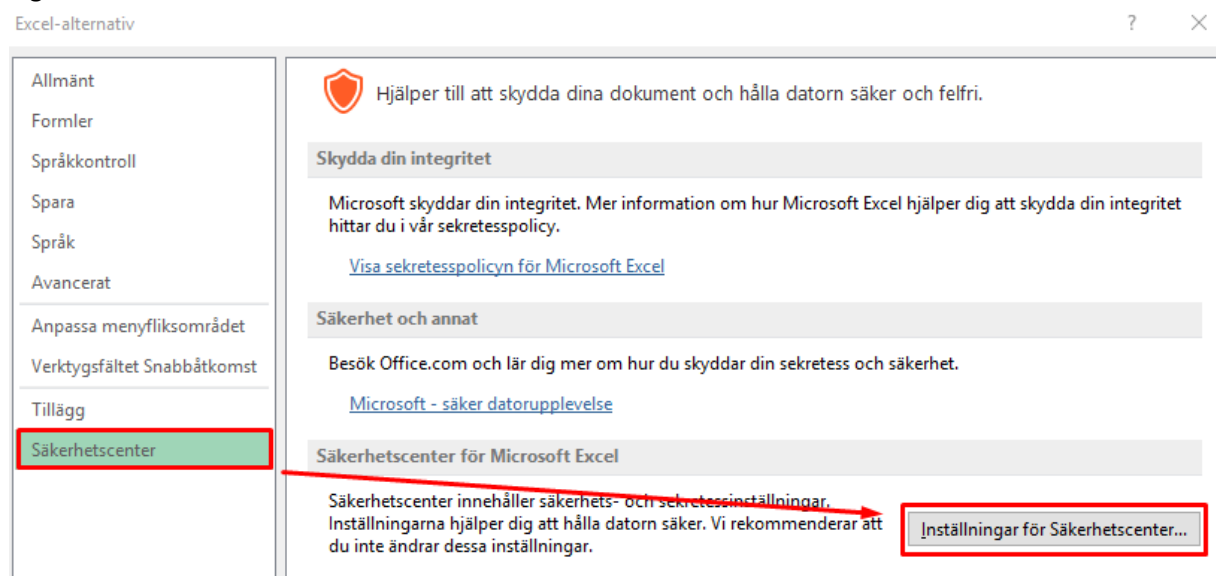 Excel-alternativ
?
Allmänt
Formler
Språkkontroll
Spara
Språk
Avancerat
Anpassa menyfliksområdet
Verktygsfältet Snabbåtkomst
Tillägg
Säkerhetscenter
Hjälper till att skydda dina dokument och hålla datorn säker och felfri.
Skydda din integritet
Microsoft skyddar din integritet. Mer information om hur Microsoft Excel hjälper dig att skydda din integritet
hittar du i vår sekretesspolicy.
Visa sekretesspolicyn för Microsoft Excel
Säkerhet och annat
Besök Office.com och lär dig mer om hur du skyddar din sekretess och säkerhet.
Microsoft - säker datorupplevelse
Säkerhetscenter för Microsoft Excel
Säkerhetscenter innehåller säkerhets- och sekretessinställningar.
Inställningarna hjälper dig att hålla datorn säker. Vi rekommenderar att
du inte ändrar dessa inställningar.
Inställningar för Säkerhetscenter...